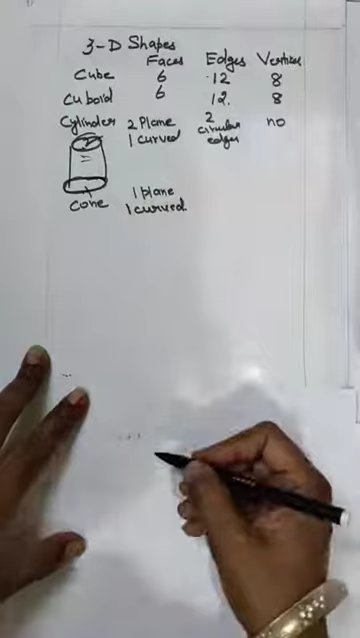 3-D Shapes
Faces Edges Vertices
Cube 6 12 8
Cuboid 6 12. 8
Cylinder 2 Plane 2 no
1 curved circular
edges
Cone 1 plane
1 curved.